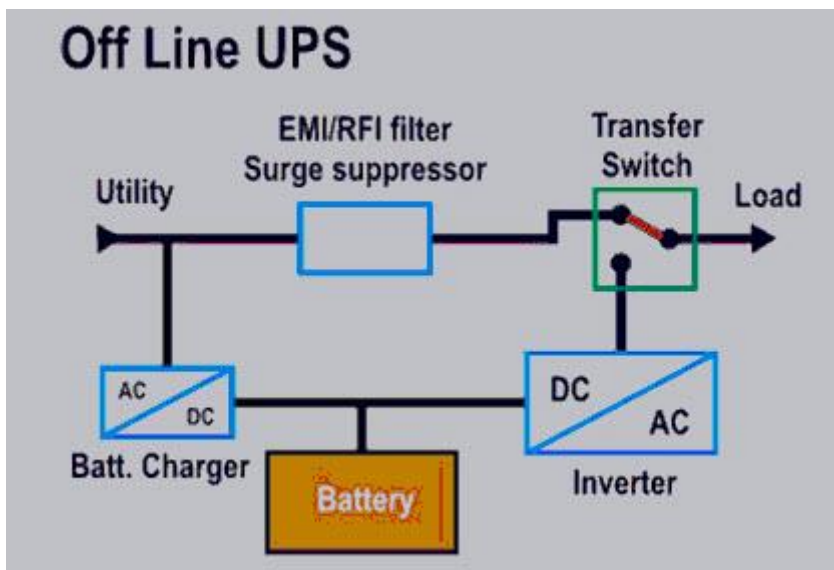 Off Line UPS
EMI/RFI filter
Surge suppressor
Transfer
Switch
Utility
Load
AC
DC
Batt. Charger
Battery
DC
AC
Inverter